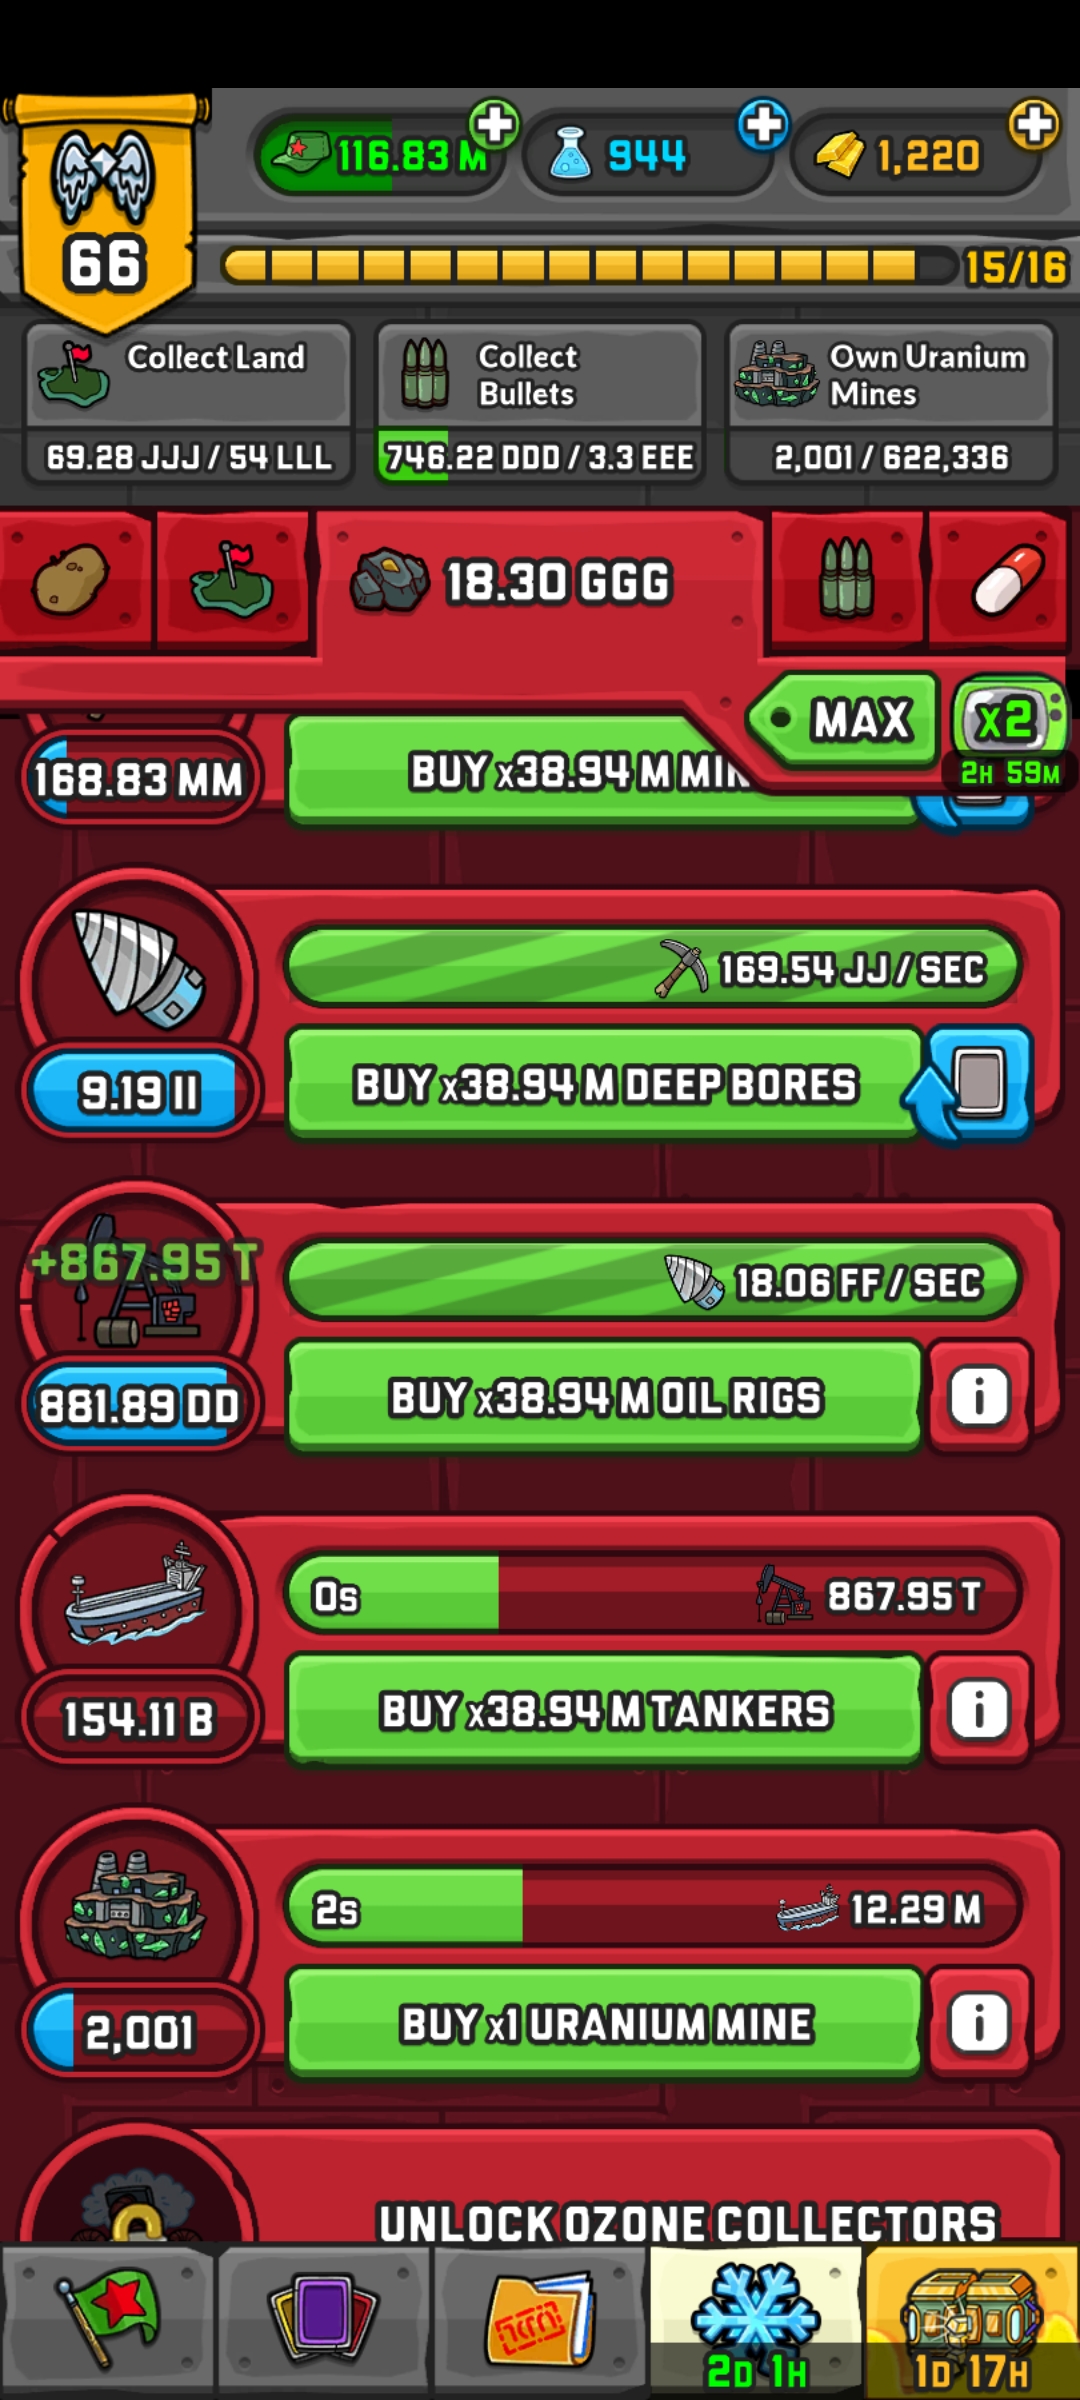 116.83 M
944
1,220
66
15/16
Collect Land
69.28 JJJ / 54 LLL
Collect
Bullets
746.22 DDD / 3.3 EEE
Own Uranium
Mines
2,001 / 622,336
18.30 GGG
MAX
x2
2H 59M
168.83 MM
BUY x38.94 M MIN
169.54 JJ / SEC
9.19 II
BUY x38.94 M DEEP BORES
+867.95 T
18.06 FF / SEC
881.89 DD
BUY x38.94 M OIL RIGS
0s
867.95 T
154.11 B
BUY x38.94 M TANKERS
2s
12.29 M
2,001
BUY x1 URANIUM MINE
UNLOCK OZONE COLLECTORS
2D 1H
1D 17H